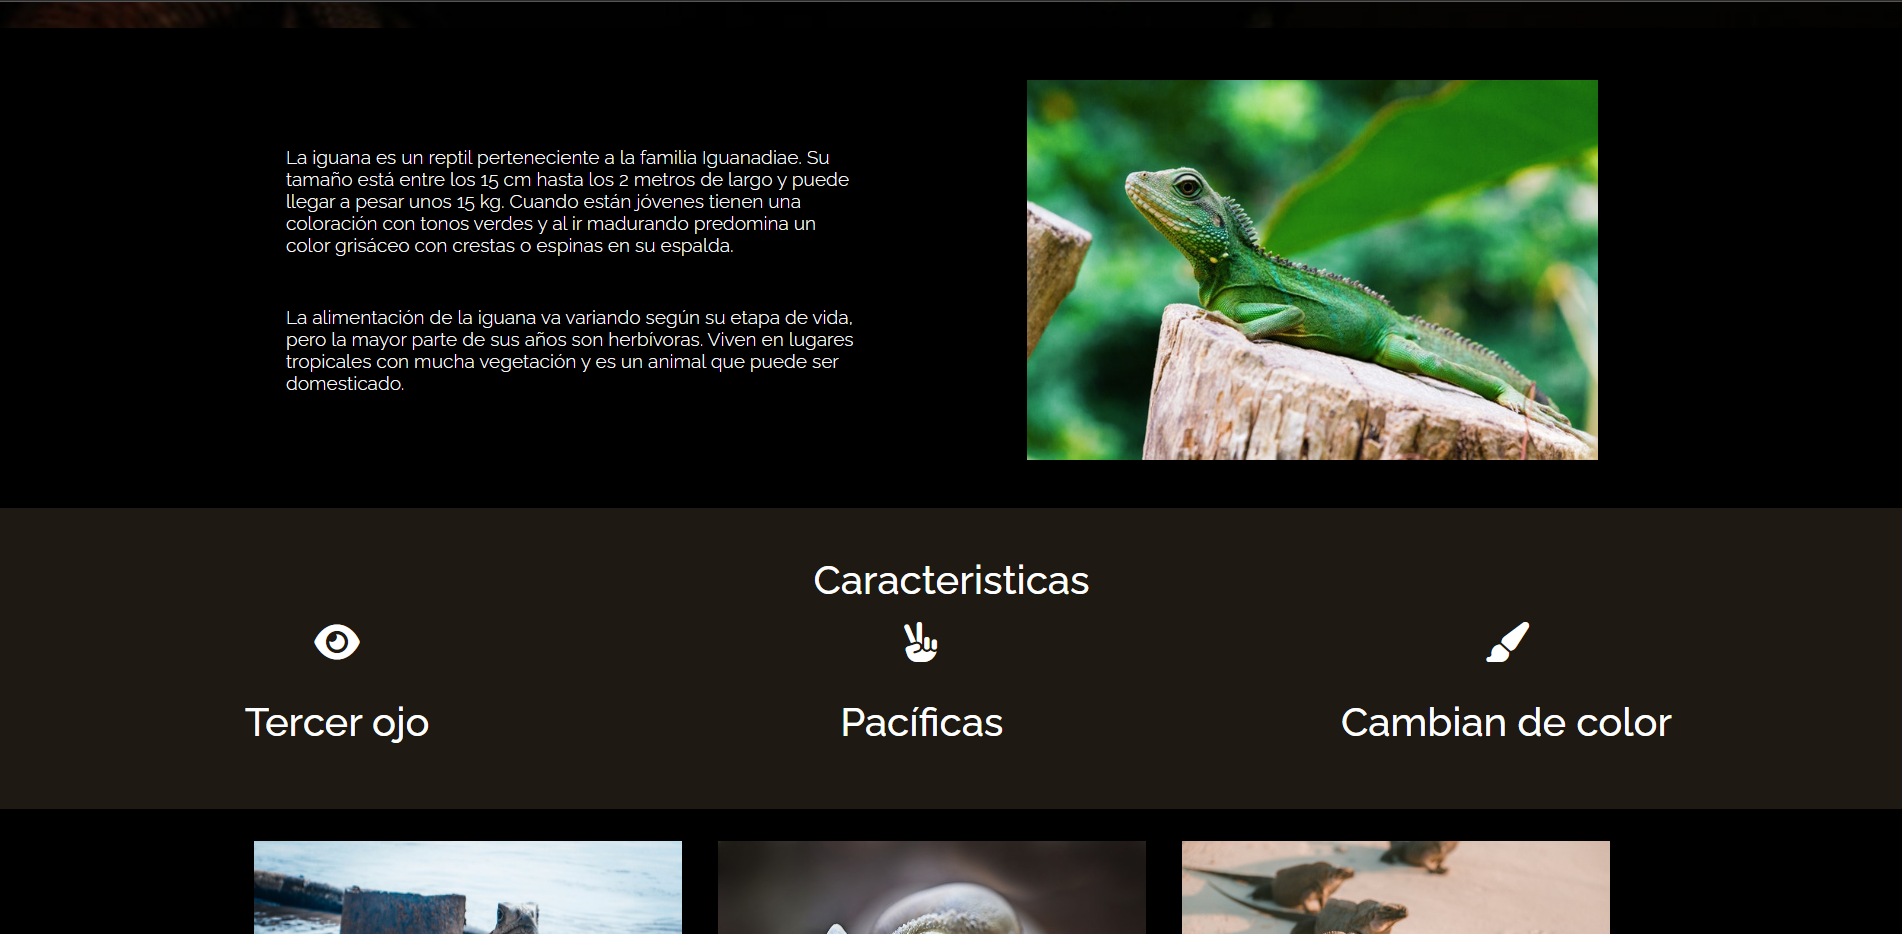 La iguana es un reptil perteneciente a la familia Iguanadiae. Su
tamaño está entre los 15 cm hasta los 2 metros de largo y puede
llegar a pesar unos 15 kg. Cuando están jóvenes tienen una
coloración con tonos verdes y al ir madurando predomina un
color grisáceo con crestas o espinas en su espalda.
La alimentación de la iguana va variando según su etapa de vida,
pero la mayor parte de sus años son herbívoras. Viven en lugares
tropicales con mucha vegetación y es un animal que puede ser
domesticado.
Caracteristicas
Tercer ojo
Pacíficas
Cambian de color